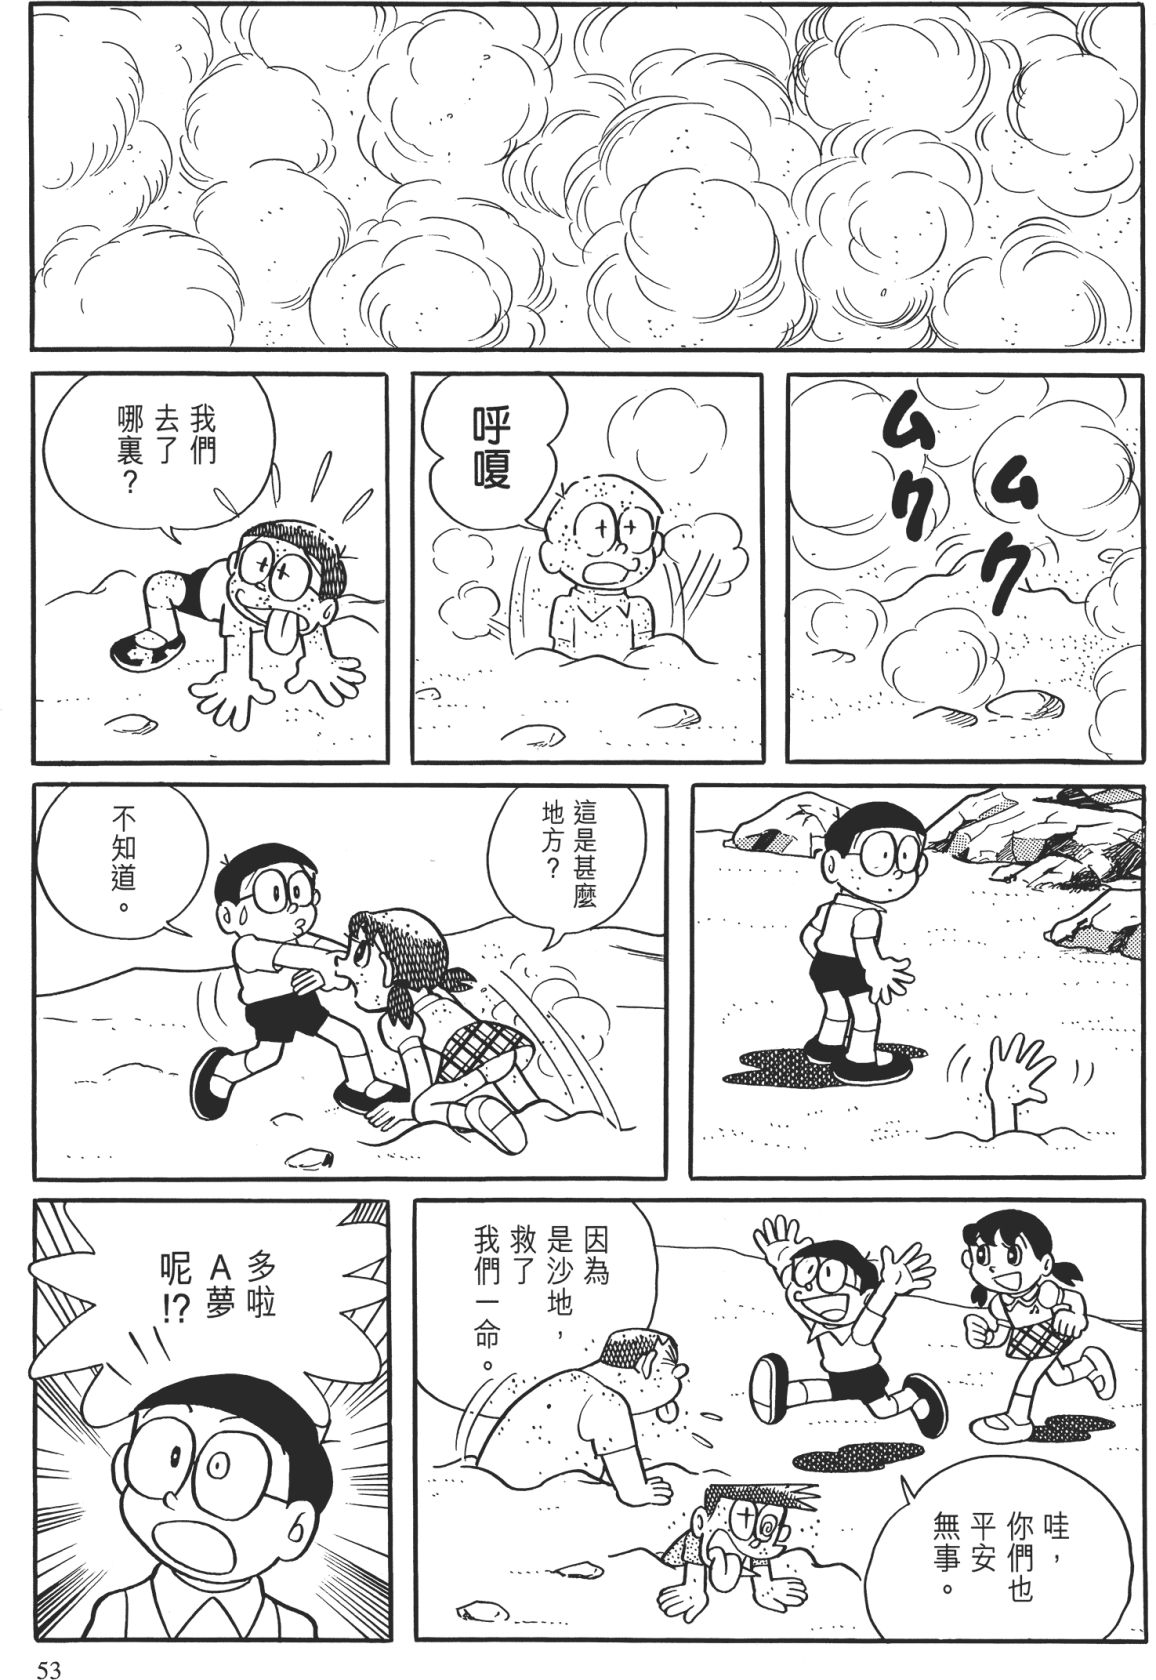 ムク
ムク
呼嗄
我們
去了
哪裏?
這是甚麼
地方?
不知道。
哇，
你們也
平安
無事。
因為
是沙地，
救了
我們一命。
多啦
A夢
呢!?
53